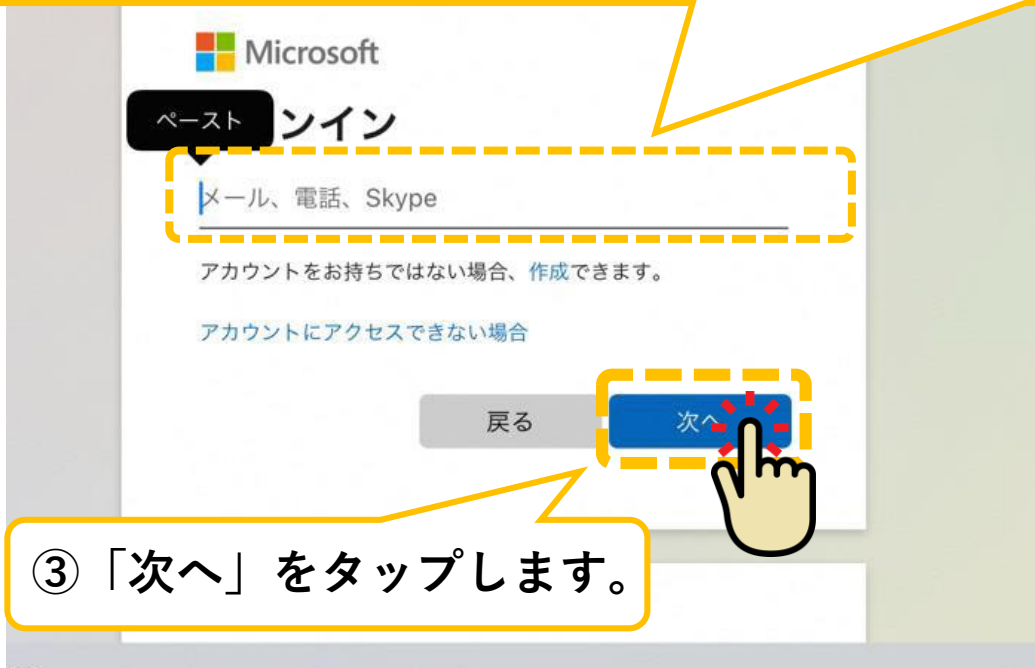 Microsoft
ペースト
ンイン
メール、電話、Skype
アカウントをお持ちではない場合、作成できます。
アカウントにアクセスできない場合
戻る
次へ
③「次へ」をタップします。